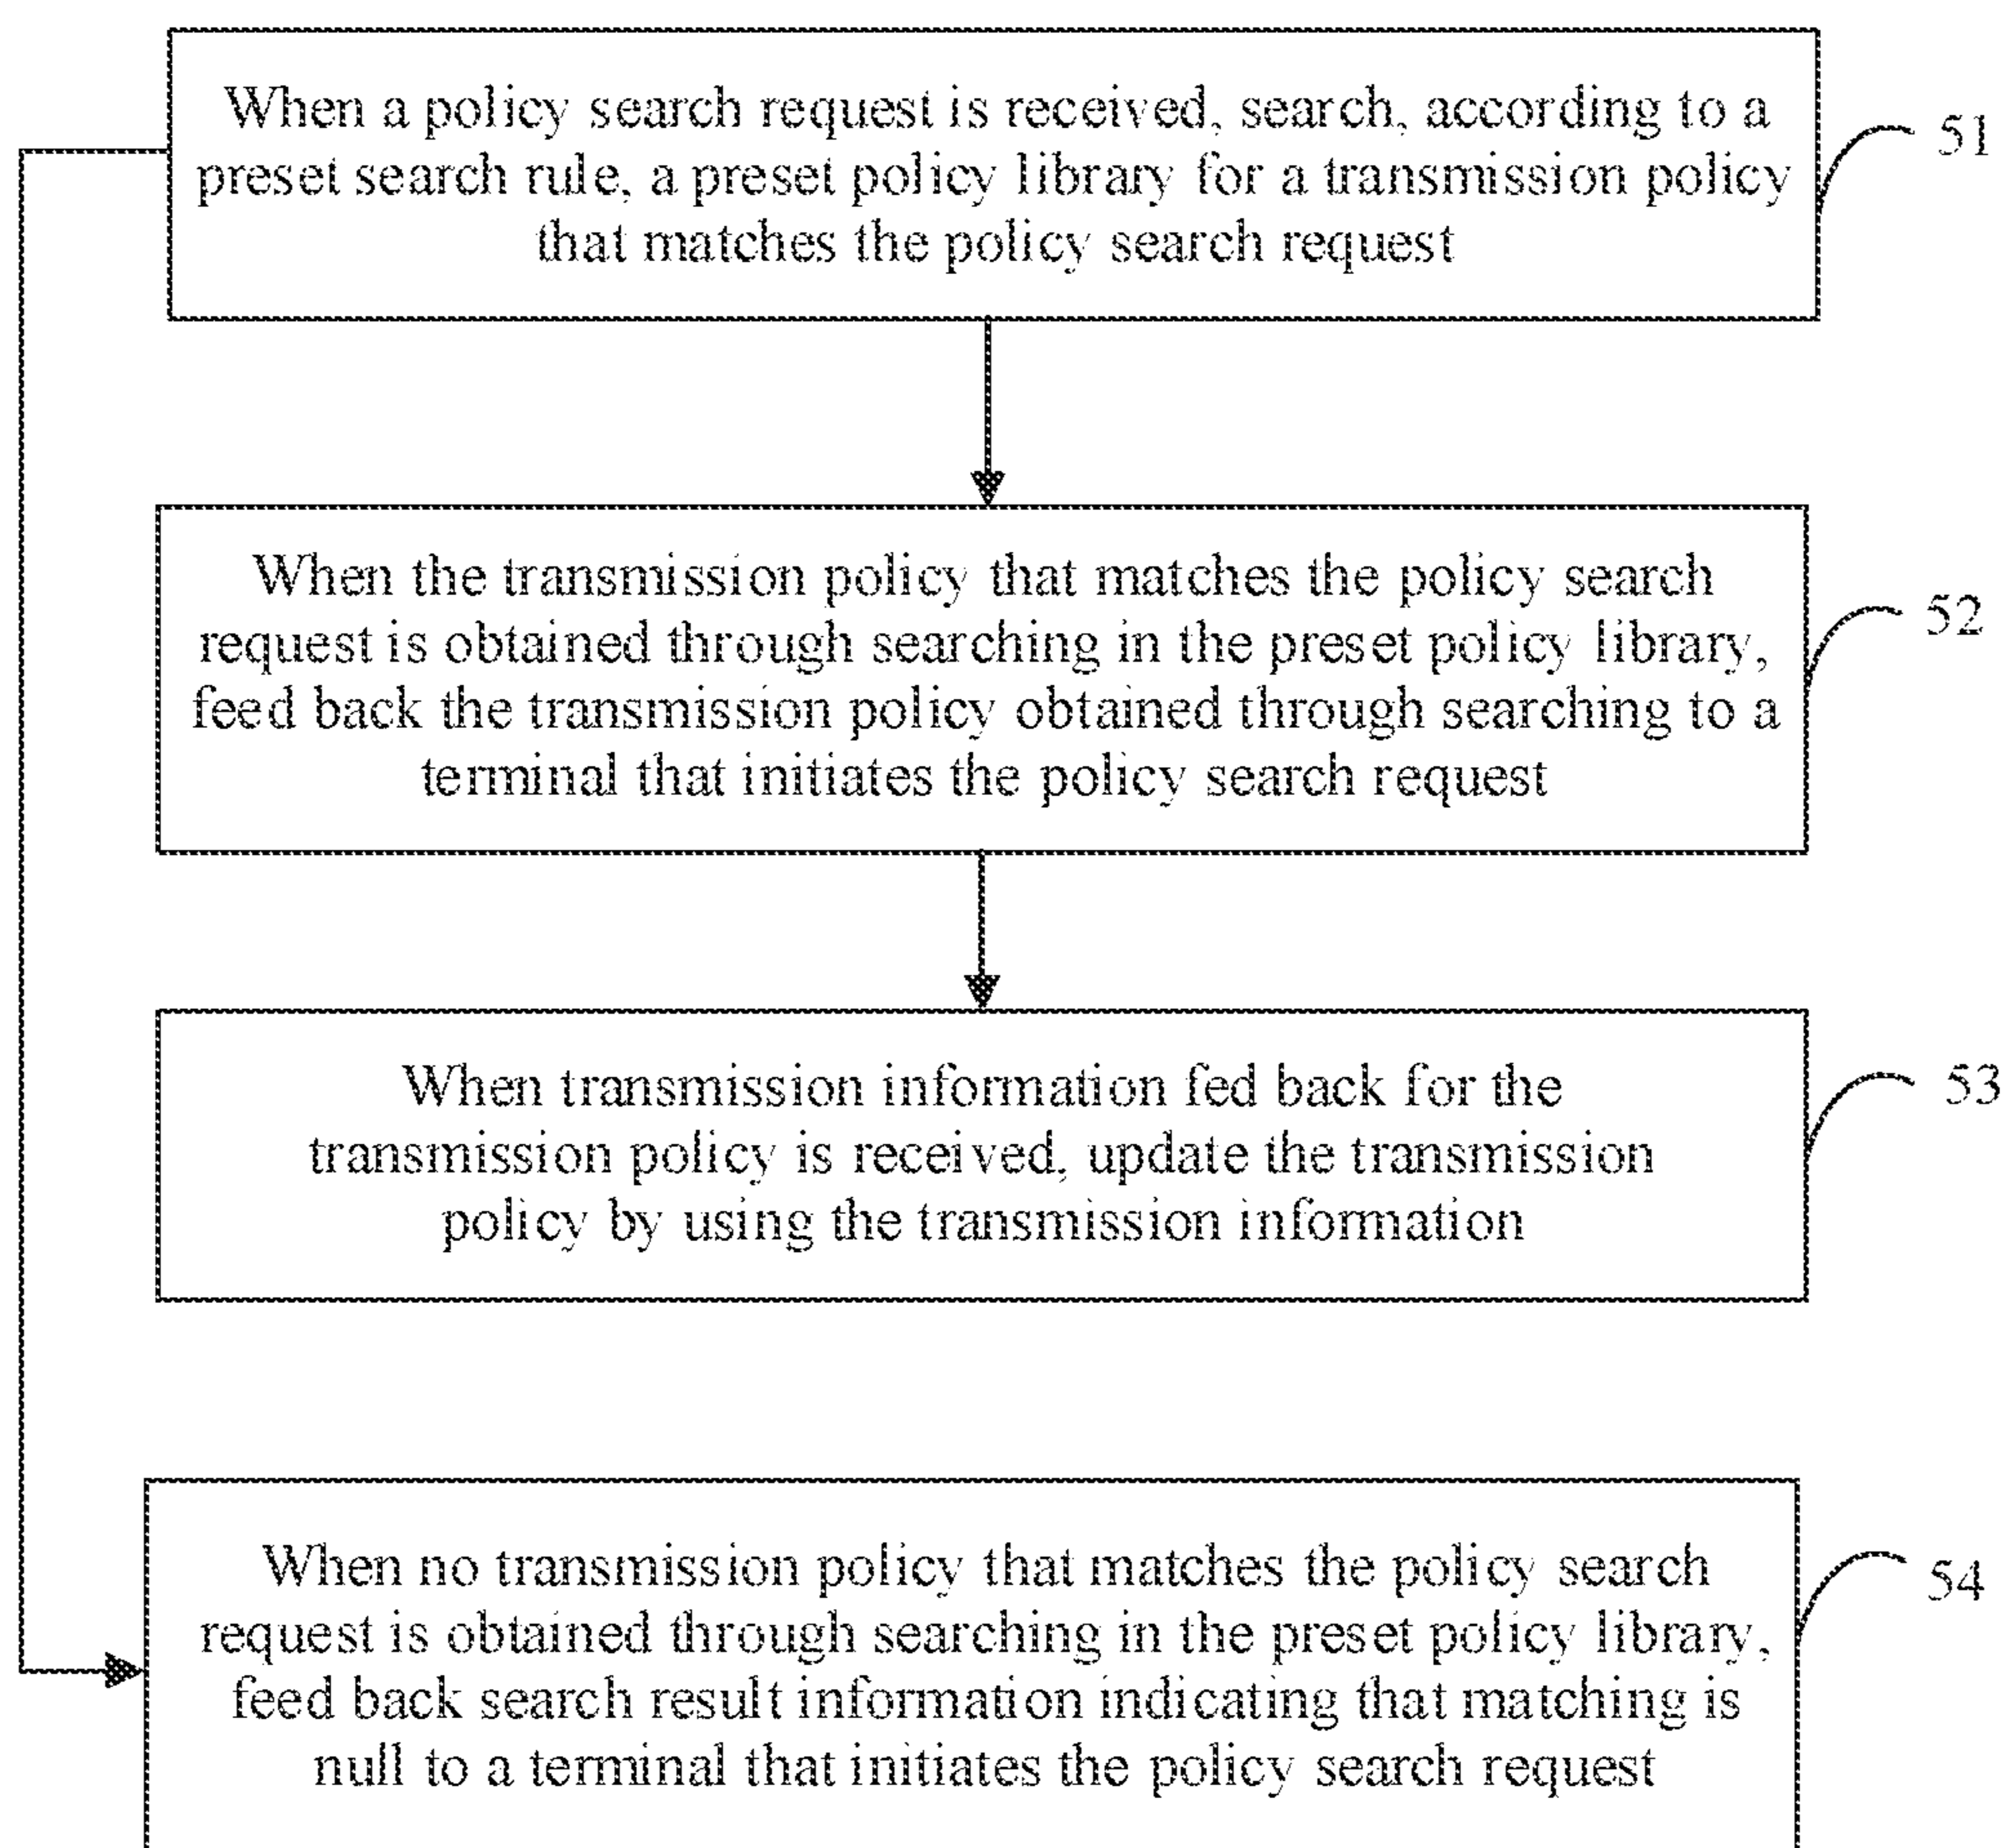 When a policy search request is received, search, according to a
preset search rule, a preset policy library for a transmission policy
that matches the policy search request
51
When the transmission policy that matches the policy search
request is obtained through searching in the preset policy library,
feed back the transmission policy obtained through searching to a
terminal that initiates the policy search request
52
When transmission information fed back for the
transmission policy is received, update the transmission
policy by using the transmission information
53
When no transmission policy that matches the policy search
request is obtained through searching in the preset policy library,
feed back search result information indicating that matching is
null to a terminal that initiates the policy search request
54